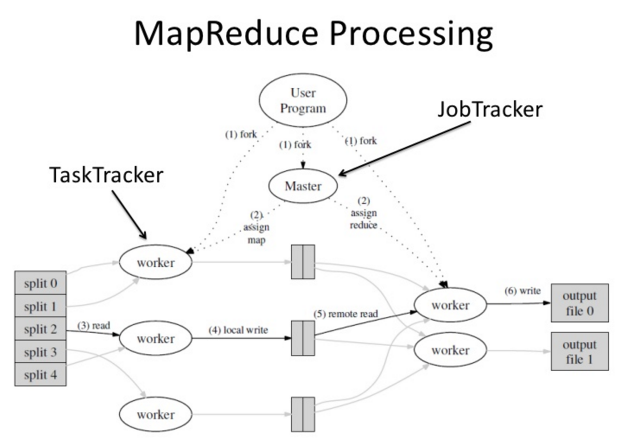 MapReduce Processing
User
Program
JobTracker
(1) fork
(1) fork
(1) fork
TaskTracker
Master
(2)
assign
map
(2)
assign
reduce
worker
split 0
split 1
split 2
split 3
split 4
(3) read
worker
(4) local write
(5) remote read
worker
(6) write
output
file 0
worker
output
file 1
worker